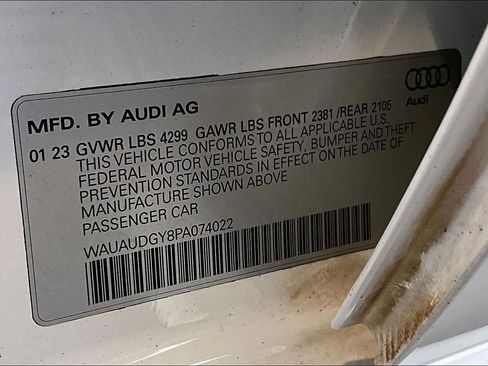 MFD. BY AUDI AG
Audi
01 23 GVWR LBS 4299 GAWR LBS FRONT 2381 /REAR 2105
THIS VEHICLE CONFORMS TO ALL APPLICABLE U.S.
FEDERAL MOTOR VEHICLE SAFETY, BUMPER AND THEFT
PREVENTION STANDARDS IN EFFECT ON THE DATE OF
MANUFACTURE SHOWN ABOVE
PASSENGER CAR
WAUAUDGY8PA074022